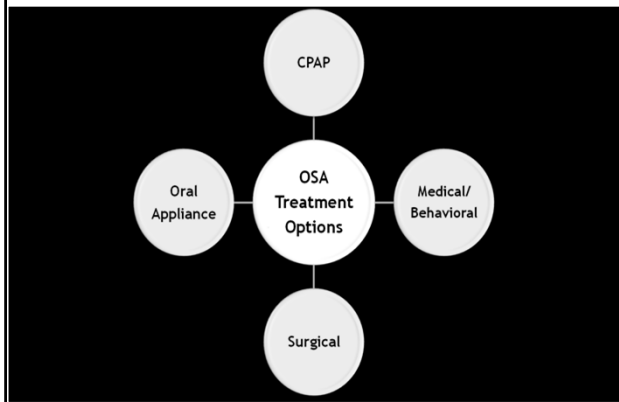 CPAP
Oral
Appliance
OSA
Treatment
Options
Medical/
Behavioral
Surgical